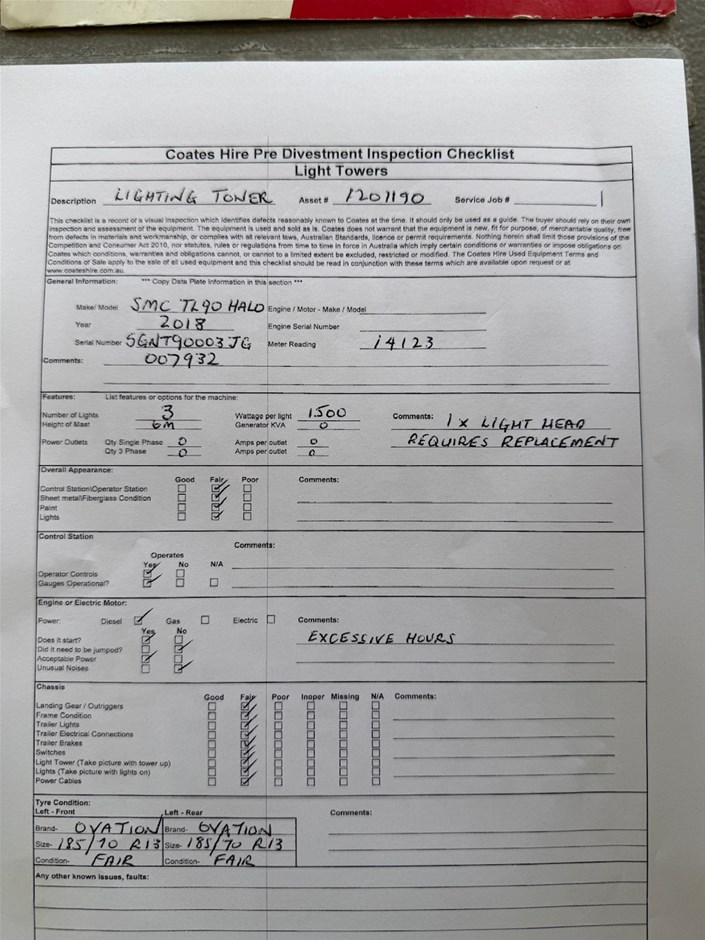 Coates Hire Pre Divestment Inspection Checklist
Light Towers
Description LIGHTING TOWER Asset # 1201190 Service Job #
This checklist is a record of a visual inspection which identifies defects reasonably known to Coates at the time. It should only be used as a guide. The buyer should rely on their own
inspection and assessment of the equipment. The equipment is used and sold as is. Coates does not warrant that the equipment is new, fit for purpose, of merchantable quality, free
from defects in materials and workmanship, or complies with all relevant laws, Australian Standards, licence or permit requirements. Nothing herein shall limit those provisions of the
Competition and Consumer Act 2010, nor statutes, rules or regulations from time to time in force in Australia which imply certain conditions or warranties or impose obligations on
Coates which conditions, warranties and obligations cannot, or cannot to a limited extent be excluded, restricted or modified. The Coates Hire Used Equipment Terms and
Conditions of Sale apply to the sale of all used equipment and this checklist should be read in conjunction with these terms which are available upon request or at
www.coateshire.com.au.
General Information: *** Copy Data Plate Information in this section ***
Make/ Model SMC TL90 HALO Engine / Motor - Make / Model
Year 2018 Engine Serial Number
Serial Number SGNT90003JG Meter Reading 14123
Comments: 007932
Features: List features or options for the machine:
Number of Lights 3 Wattage per light 1500 Comments: 1 x LIGHT HEAD
Height of Mast 6M Generator KVA 0 REQUIRES REPLACEMENT
Power Outlets Qty Single Phase 0 Amps per outlet 0
Qty 3 Phase 0 Amps per outlet 0
Overall Appearance:
Good Fair Poor Comments:
Control Station\Operator Station
Sheet metal/Fiberglass Condition
Paint
Lights
Control Station
Comments:
Operates
Yes No N/A
Operator Controls
Gauges Operational?
Engine or Electric Motor:
Power: Diesel Gas Electric Comments:
Yes No
Does it start? EXCESSIVE HOURS
Did it need to be jumped?
Acceptable Power
Unusual Noises
Chassis
Good Fair Poor Inoper Missing N/A Comments:
Landing Gear / Outriggers
Frame Condition
Trailer Lights
Trailer Electrical Connections
Trailer Brakes
Switches
Light Tower (Take picture with tower up)
Lights (Take picture with lights on)
Power Cables
Tyre Condition:
Left - Front Left - Rear Comments:
Brand- OVATION Brand- OVATION
Size- 185/70 R13 Size- 185/70 R13
Condition- FAIR Condition- FAIR
Any other known issues, faults: